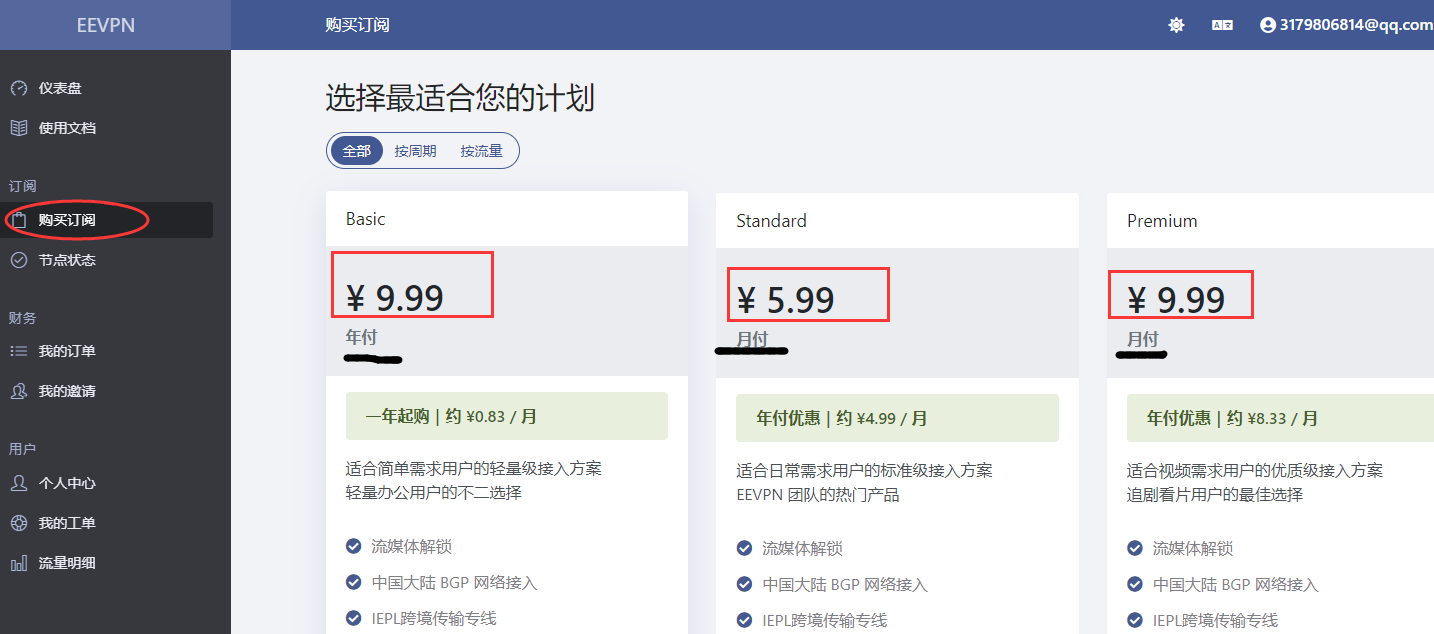 EEVPN
购买订阅
3179806814@qq.com
仪表盘
使用文档
订阅
购买订阅
节点状态
财务
我的订单
我的邀请
用户
个人中心
我的工单
流量明细
选择最适合您的计划
全部 按周期 按流量
Basic
¥ 9.99
年付
一年起购 | 约 ¥0.83 / 月
适合简单需求用户的轻量级接入方案
轻量办公用户的不二选择
流媒体解锁
中国大陆 BGP 网络接入
IEPL跨境传输专线
Standard
¥ 5.99
月付
年付优惠 | 约 ¥4.99 / 月
适合日常需求用户的标准级接入方案
EEVPN 团队的热门产品
流媒体解锁
中国大陆 BGP 网络接入
IEPL跨境传输专线
Premium
¥ 9.99
月付
年付优惠 | 约 ¥8.33 / 月
适合视频需求用户的优质级接入方案
追剧看片用户的最佳选择
流媒体解锁
中国大陆 BGP 网络接入
IEPL跨境传输专线